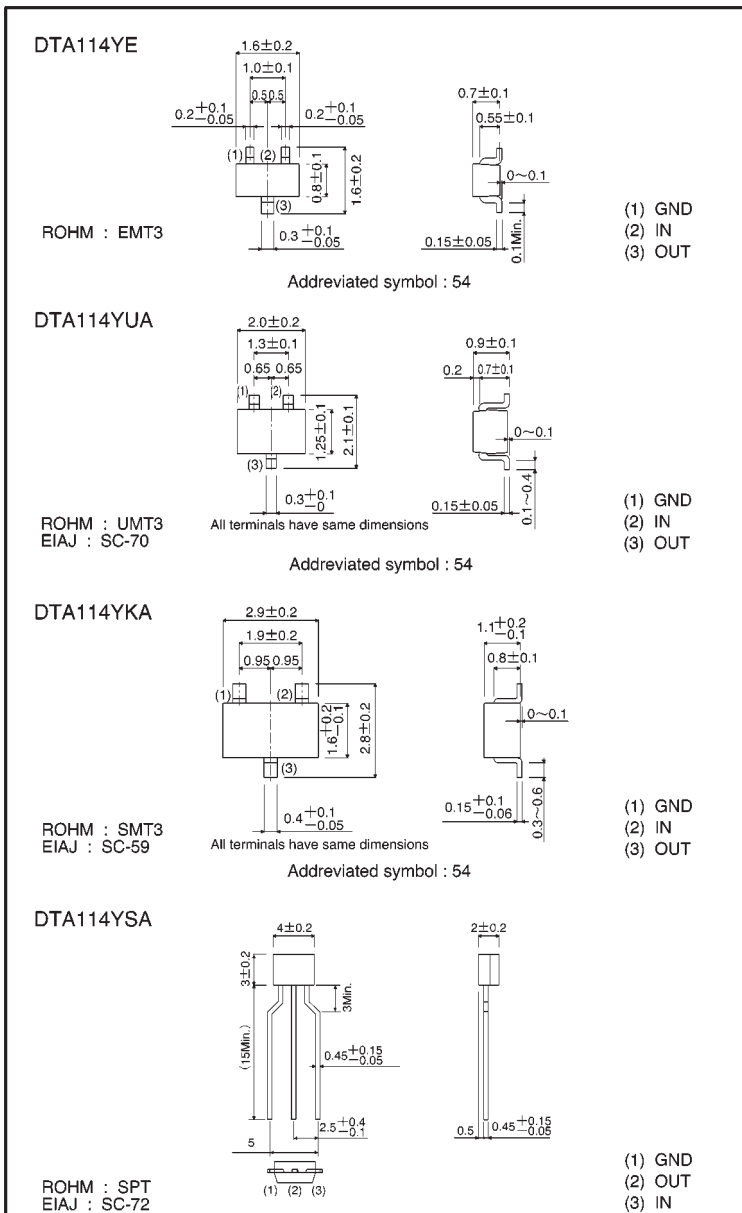 DTA114YE
1.6±0.2
1.0±0.1
0.5 0.5
0.2 +0.1 −0.05
0.2 +0.1 −0.05
(1) (2)
(3)
0.8±0.1
1.6±0.2
0.3 +0.1 −0.05
0.7±0.1
0.55±0.1
0~0.1
0.15±0.05
0.1Min.
ROHM : EMT3
(1) GND
(2) IN
(3) OUT
Addreviated symbol : 54
DTA114YUA
2.0±0.2
1.3±0.1
0.65 0.65
(1) (2)
(3)
1.25±0.1
2.1±0.1
0.3 +0.1 −0
0.9±0.1
0.2 0.7±0.1
0~0.1
0.15±0.05
0.1~0.4
ROHM : UMT3
EIAJ : SC-70
All terminals have same dimensions
(1) GND
(2) IN
(3) OUT
Addreviated symbol : 54
DTA114YKA
2.9±0.2
1.9±0.2
0.95 0.95
(1) (2)
(3)
1.6 +0.2 −0.1
2.8±0.2
0.4 +0.1 −0.05
1.1 +0.2 −0.1
0.8±0.1
0~0.1
0.15 +0.1 −0.06
0.3~0.6
ROHM : SMT3
EIAJ : SC-59
All terminals have same dimensions
(1) GND
(2) IN
(3) OUT
Addreviated symbol : 54
DTA114YSA
4±0.2
2±0.2
3±0.2
3Min.
(15Min.)
0.45 +0.15 −0.05
2.5 +0.4 −0.1
5
0.5 0.45 +0.15 −0.05
(1) (2) (3)
ROHM : SPT
EIAJ : SC-72
(1) GND
(2) OUT
(3) IN